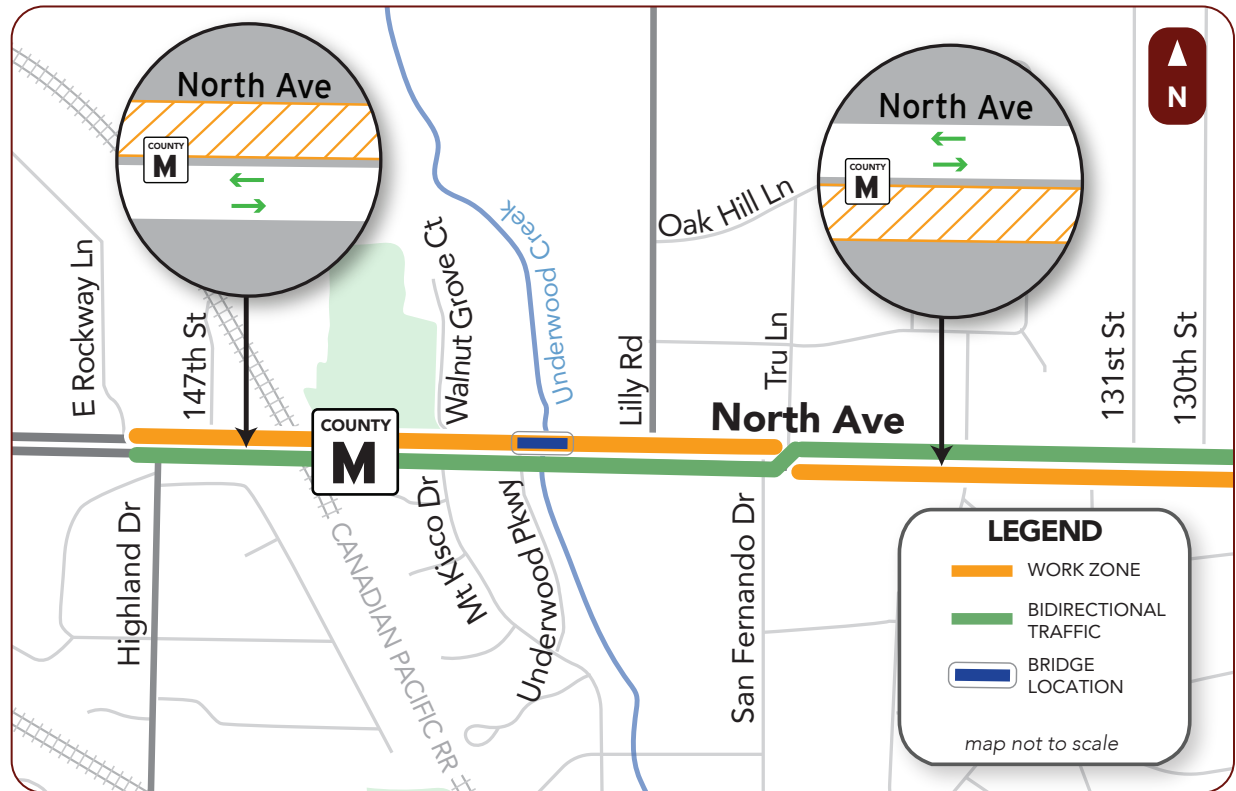 North Ave
COUNTY
M
North Ave
COUNTY
M
N
E Rockway Ln
147th St
Walnut Grove Ct
Underwood Creek
Oak Hill Ln
Lilly Rd
Tru Ln
131st St
130th St
North Ave
COUNTY
M
Highland Dr
CANADIAN PACIFIC RR
Mt Kisco Dr
Underwood Pkwy
San Fernando Dr
LEGEND
WORK ZONE
BIDIRECTIONAL
TRAFFIC
BRIDGE
LOCATION
map not to scale